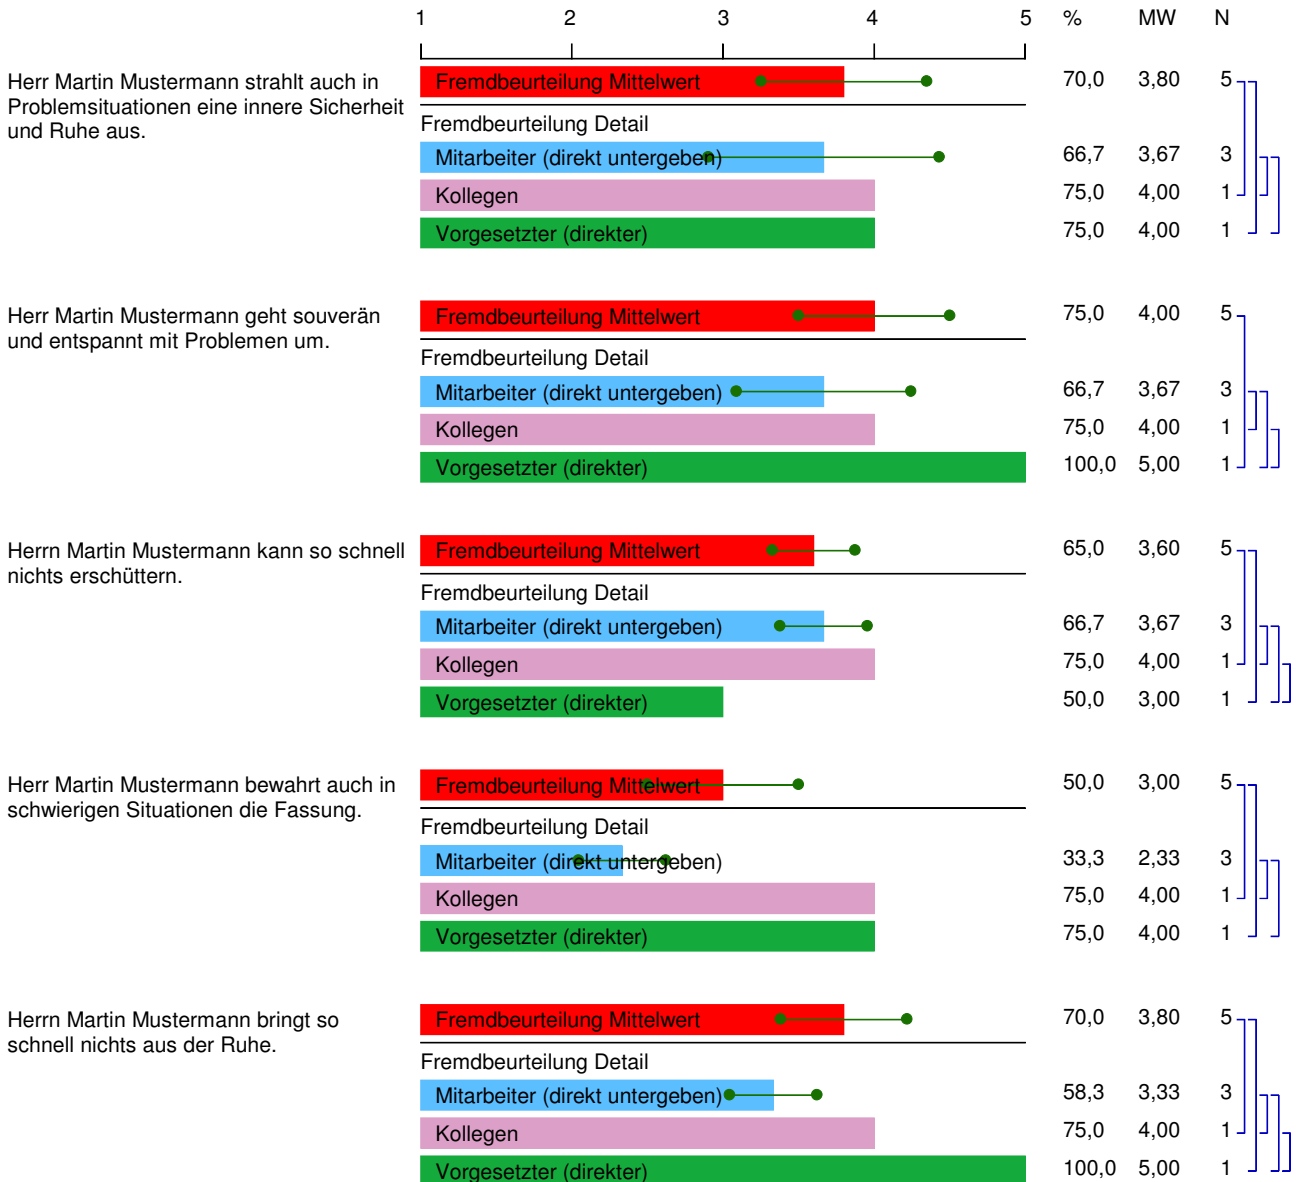 1 2 3 4 5 % MW N
Herr Martin Mustermann strahlt auch in
Problemsituationen eine innere Sicherheit
und Ruhe aus.
Fremdbeurteilung Mittelwert 70,0 3,80 5
Fremdbeurteilung Detail
Mitarbeiter (direkt untergeben) 66,7 3,67 3
Kollegen 75,0 4,00 1
Vorgesetzter (direkter) 75,0 4,00 1
Herr Martin Mustermann geht souverän
und entspannt mit Problemen um.
Fremdbeurteilung Mittelwert 75,0 4,00 5
Fremdbeurteilung Detail
Mitarbeiter (direkt untergeben) 66,7 3,67 3
Kollegen 75,0 4,00 1
Vorgesetzter (direkter) 100,0 5,00 1
Herrn Martin Mustermann kann so schnell
nichts erschüttern.
Fremdbeurteilung Mittelwert 65,0 3,60 5
Fremdbeurteilung Detail
Mitarbeiter (direkt untergeben) 66,7 3,67 3
Kollegen 75,0 4,00 1
Vorgesetzter (direkter) 50,0 3,00 1
Herr Martin Mustermann bewahrt auch in
schwierigen Situationen die Fassung.
Fremdbeurteilung Mittelwert 50,0 3,00 5
Fremdbeurteilung Detail
Mitarbeiter (direkt untergeben) 33,3 2,33 3
Kollegen 75,0 4,00 1
Vorgesetzter (direkter) 75,0 4,00 1
Herrn Martin Mustermann bringt so
schnell nichts aus der Ruhe.
Fremdbeurteilung Mittelwert 70,0 3,80 5
Fremdbeurteilung Detail
Mitarbeiter (direkt untergeben) 58,3 3,33 3
Kollegen 75,0 4,00 1
Vorgesetzter (direkter) 100,0 5,00 1